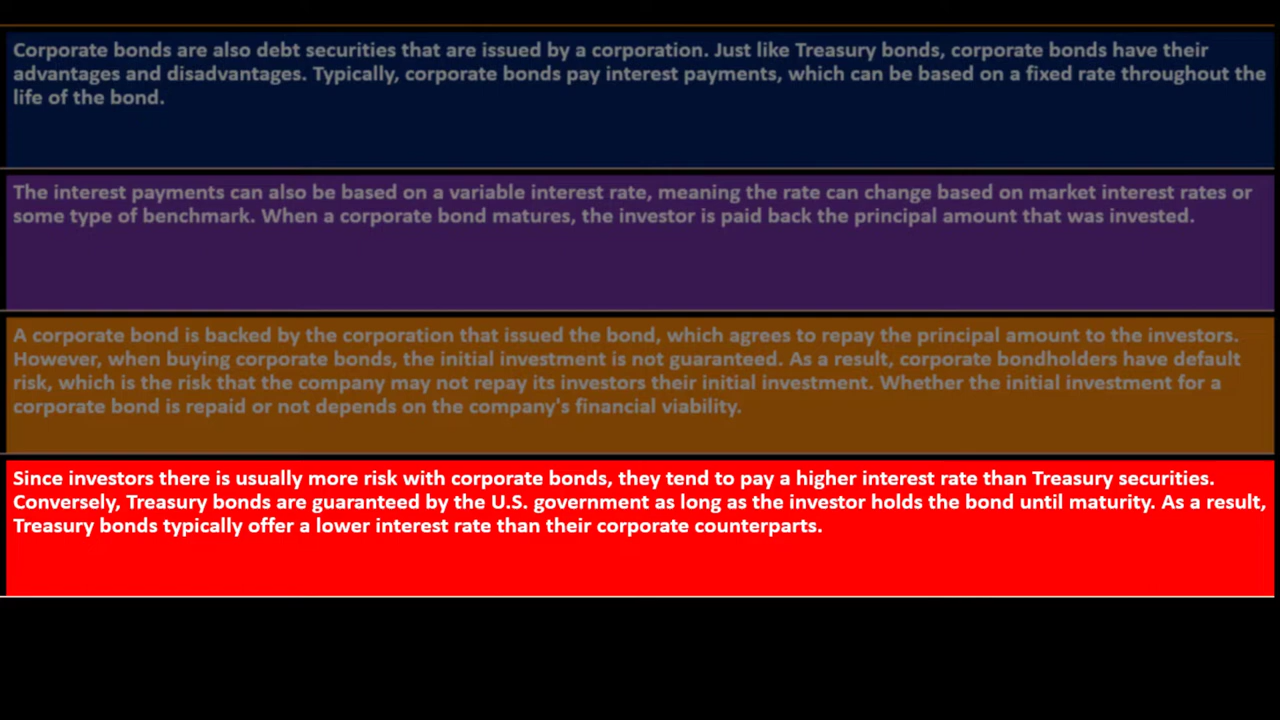 Corporate bonds are also debt securities that are issued by a corporation. Just like Treasury bonds, corporate bonds have their
advantages and disadvantages. Typically, corporate bonds pay interest payments, which can be based on a fixed rate throughout the
life of the bond.
The interest payments can also be based on a variable interest rate, meaning the rate can change based on market interest rates or
some type of benchmark. When a corporate bond matures, the investor is paid back the principal amount that was invested.
A corporate bond is backed by the corporation that issued the bond, which agrees to repay the principal amount to the investors.
However, when buying corporate bonds, the initial investment is not guaranteed. As a result, corporate bondholders have default
risk, which is the risk that the company may not repay its investors their initial investment. Whether the initial investment for a
corporate bond is repaid or not depends on the company's financial viability.
Since investors there is usually more risk with corporate bonds, they tend to pay a higher interest rate than Treasury securities.
Conversely, Treasury bonds are guaranteed by the U.S. government as long as the investor holds the bond until maturity. As a result,
Treasury bonds typically offer a lower interest rate than their corporate counterparts.